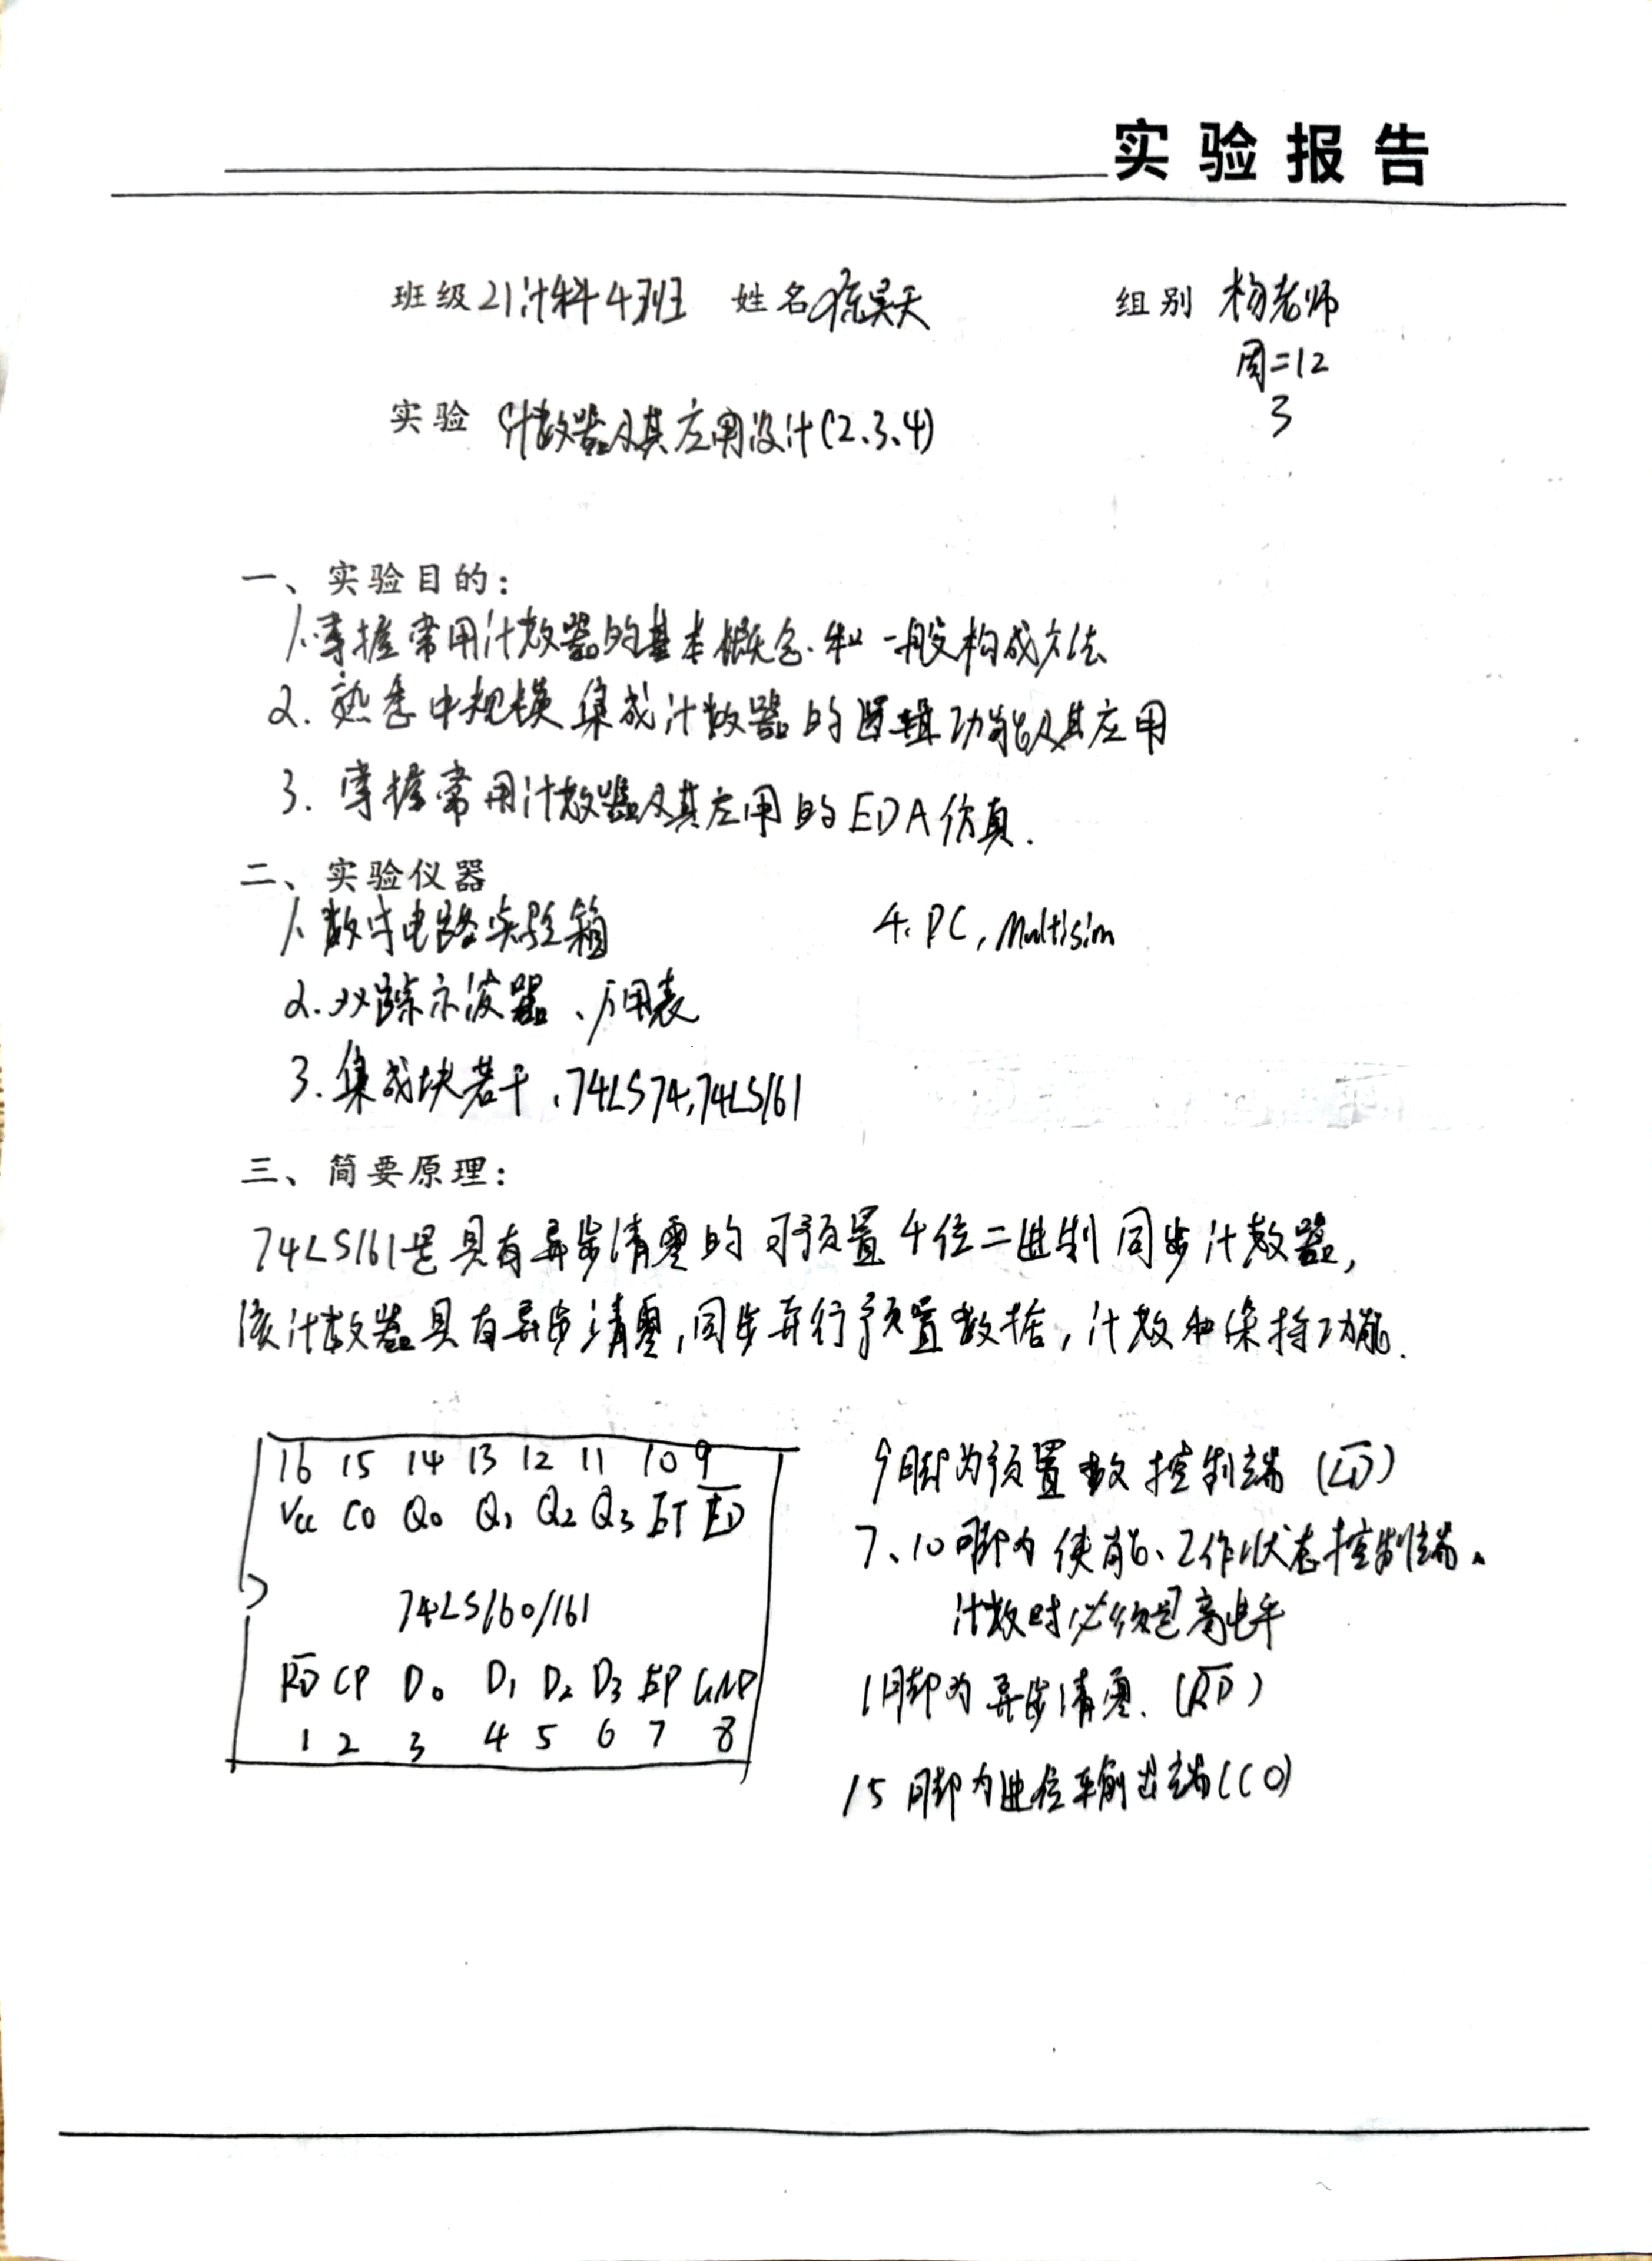 实验报告
班级 21计科4班 姓名 昊天 组别 杨老师
周二12
3
实验 计数器及其应用设计(2、3、4)
一、实验目的:
1.掌握常用计数器的基本概念和一般构成方法
2. 熟悉中规模集成计数器的逻辑功能及其应用
3. 掌握常用计数器及其应用的EDA仿真.
二、实验仪器
1. 数字电路实验箱 4. PC, Multisim
2. 双踪示波器、万用表
3. 集成块若干、74LS74,74LS161
三、简要原理:
74LS161是具有异步清零的可预置4位二进制同步计数器,
该计数器具有异步清零,同步并行预置数据,计数和保持功能.
16 15 14 13 12 11 10 9
Vcc CO Q0 Q1 Q2 Q3 ET L̅D̅
74LS160/161
R̅D̅ CP D0 D1 D2 D3 EP GND
1 2 3 4 5 6 7 8
9脚为预置数控制端 (L̅D̅)
7、10脚为使能、工作状态控制端。
计数时必须是高电平
1脚为异步清零. (R̅D̅)
15脚为进位输出端(CO)